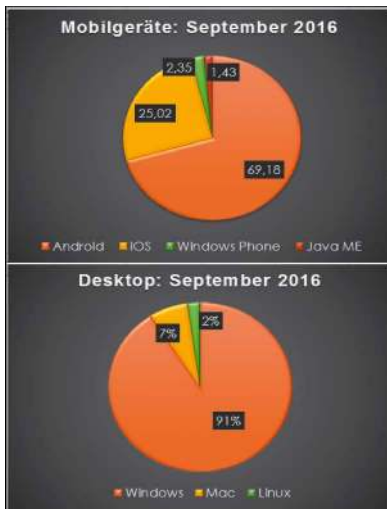 Mobilgeräte: September 2016
2,35
1,43
25,02
69,18
Android IOS Windows Phone Java ME
Desktop: September 2016
7%
2%
91%
Windows Mac Linux